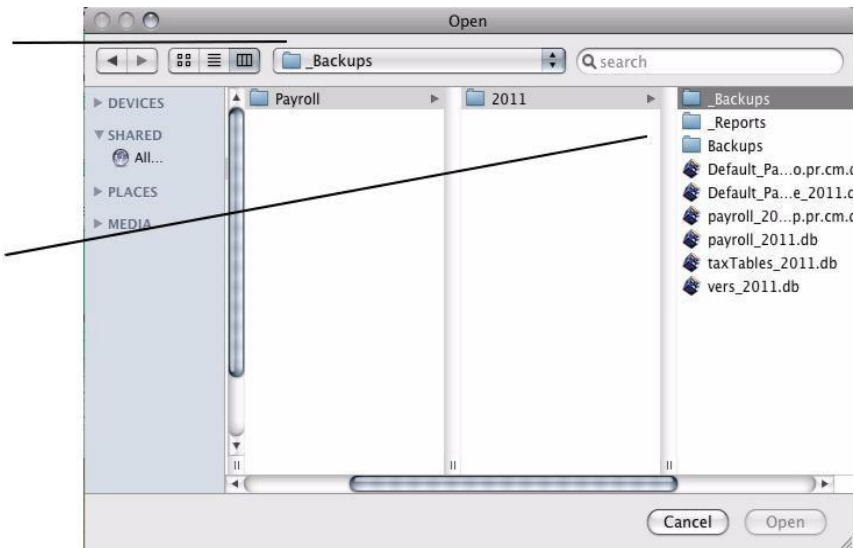 Open
_Backups
search
DEVICES
SHARED
All...
PLACES
MEDIA
Payroll
2011
_Backups
_Reports
Backups
Default_Pa...o.pr.cm.c
Default_Pa...e_2011.c
payroll_20...p.pr.cm.c
payroll_2011.db
taxTables_2011.db
vers_2011.db
Cancel
Open